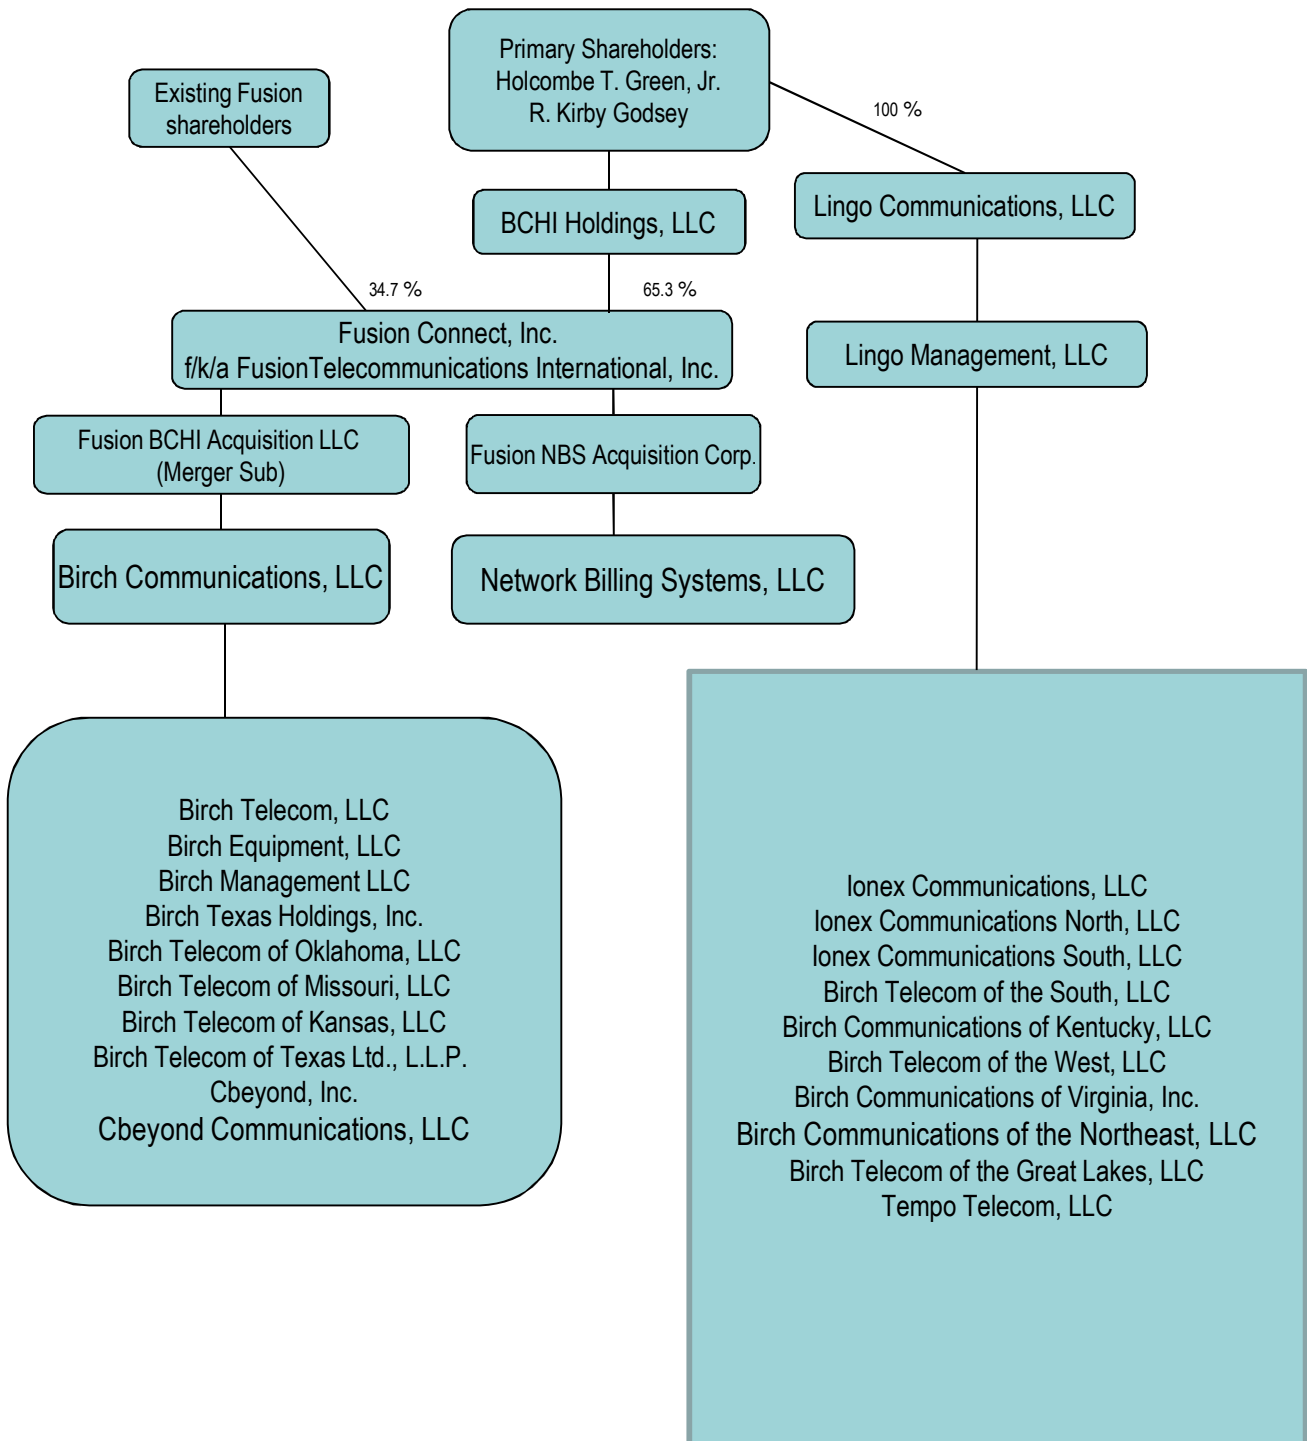 Primary Shareholders:
Holcombe T. Green, Jr.
R. Kirby Godsey
Existing Fusion
shareholders
100 %
BCHI Holdings, LLC
Lingo Communications, LLC
34.7 %
65.3 %
Fusion Connect, Inc.
f/k/a FusionTelecommunications International, Inc.
Lingo Management, LLC
Fusion BCHI Acquisition LLC
(Merger Sub)
Fusion NBS Acquisition Corp.
Birch Communications, LLC
Network Billing Systems, LLC
Birch Telecom, LLC
Birch Equipment, LLC
Birch Management LLC
Birch Texas Holdings, Inc.
Birch Telecom of Oklahoma, LLC
Birch Telecom of Missouri, LLC
Birch Telecom of Kansas, LLC
Birch Telecom of Texas Ltd., L.L.P.
Cbeyond, Inc.
Cbeyond Communications, LLC
Ionex Communications, LLC
Ionex Communications North, LLC
Ionex Communications South, LLC
Birch Telecom of the South, LLC
Birch Communications of Kentucky, LLC
Birch Telecom of the West, LLC
Birch Communications of Virginia, Inc.
Birch Communications of the Northeast, LLC
Birch Telecom of the Great Lakes, LLC
Tempo Telecom, LLC